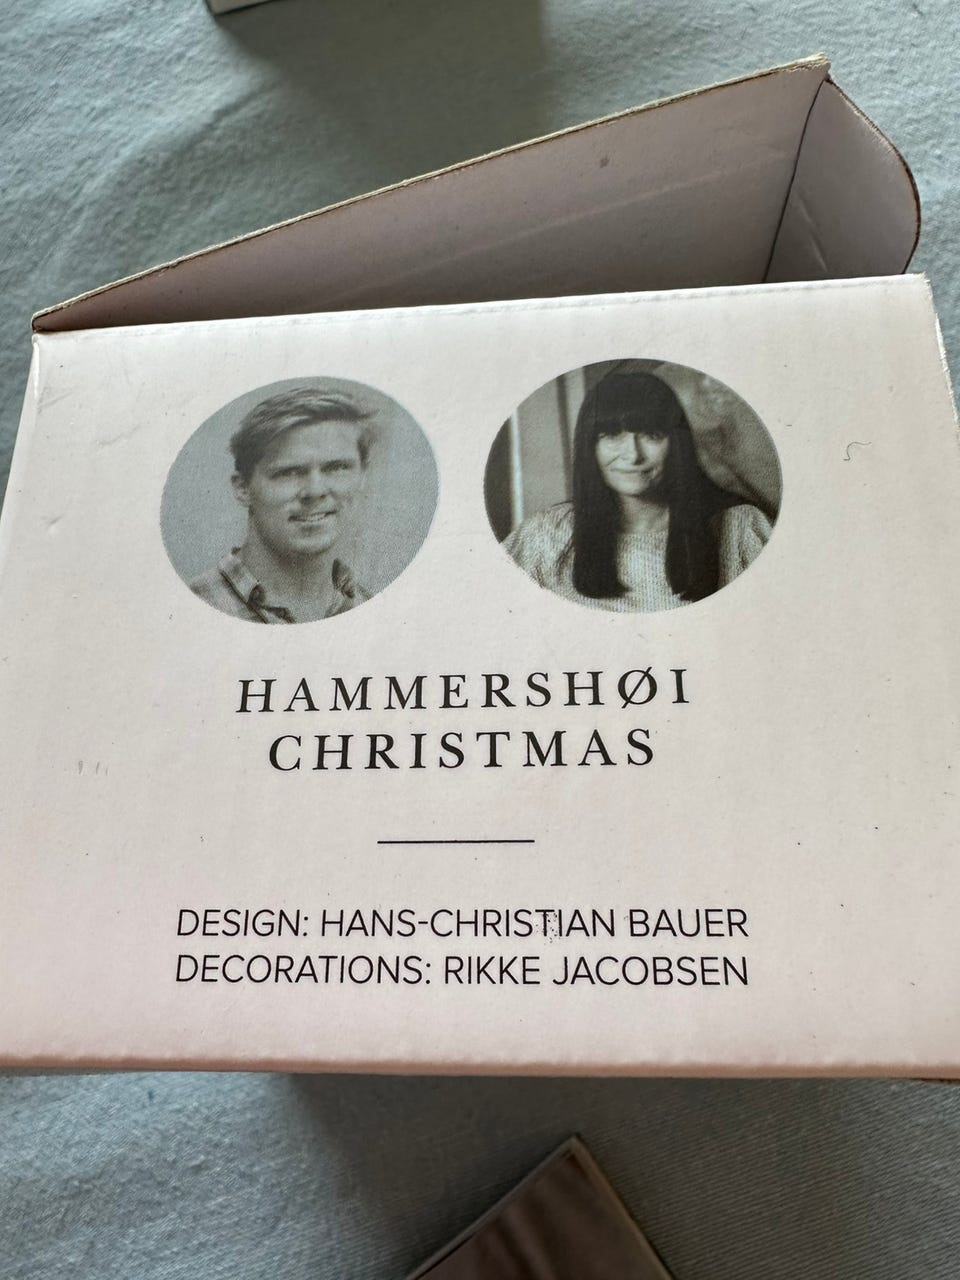 HAMMERSHØI
CHRISTMAS
DESIGN: HANS-CHRISTIAN BAUER
DECORATIONS: RIKKE JACOBSEN